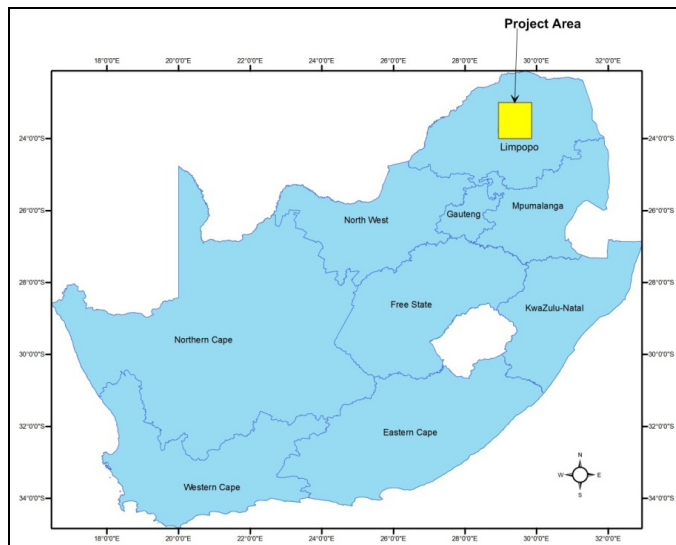 Project Area
18°0'0"E 20°0'0"E 22°0'0"E 24°0'0"E 26°0'0"E 28°0'0"E 30°0'0"E 32°0'0"E
24°0'0"S 24°0'0"S
Limpopo
Mpumalanga
Gauteng
North West
26°0'0"S 26°0'0"S
28°0'0"S 28°0'0"S
Free State
KwaZulu-Natal
Northern Cape
30°0'0"S 30°0'0"S
32°0'0"S 32°0'0"S
Eastern Cape
N
W E
S
Western Cape
34°0'0"S 34°0'0"S
18°0'0"E 20°0'0"E 22°0'0"E 24°0'0"E 26°0'0"E 28°0'0"E 30°0'0"E 32°0'0"E